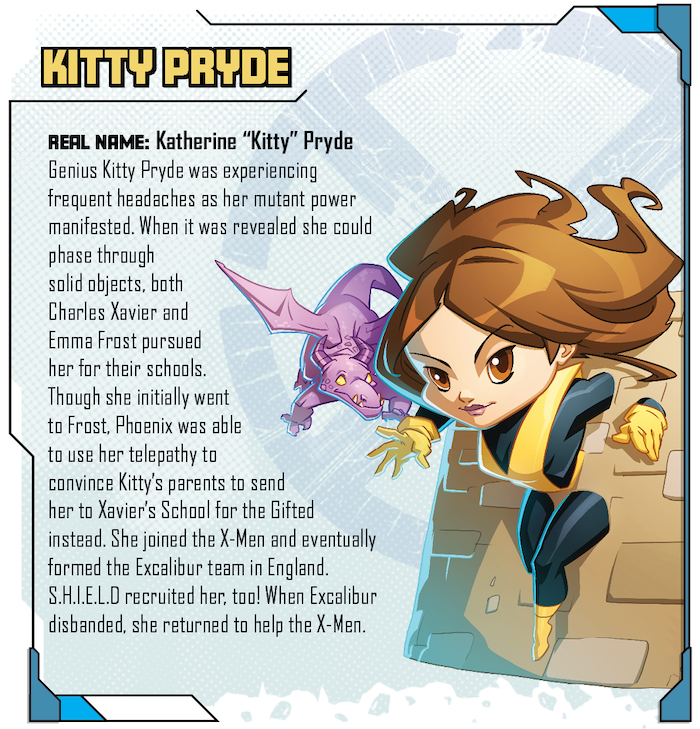 KITTY PRYDE
REAL NAME: Katherine “Kitty” Pryde
Genius Kitty Pryde was experiencing
frequent headaches as her mutant power
manifested. When it was revealed she could
phase through
solid objects, both
Charles Xavier and
Emma Frost pursued
her for their schools.
Though she initially went
to Frost, Phoenix was able
to use her telepathy to
convince Kitty’s parents to send
her to Xavier’s School for the Gifted
instead. She joined the X-Men and eventually
formed the Excalibur team in England.
S.H.I.E.L.D recruited her, too! When Excalibur
disbanded, she returned to help the X-Men.